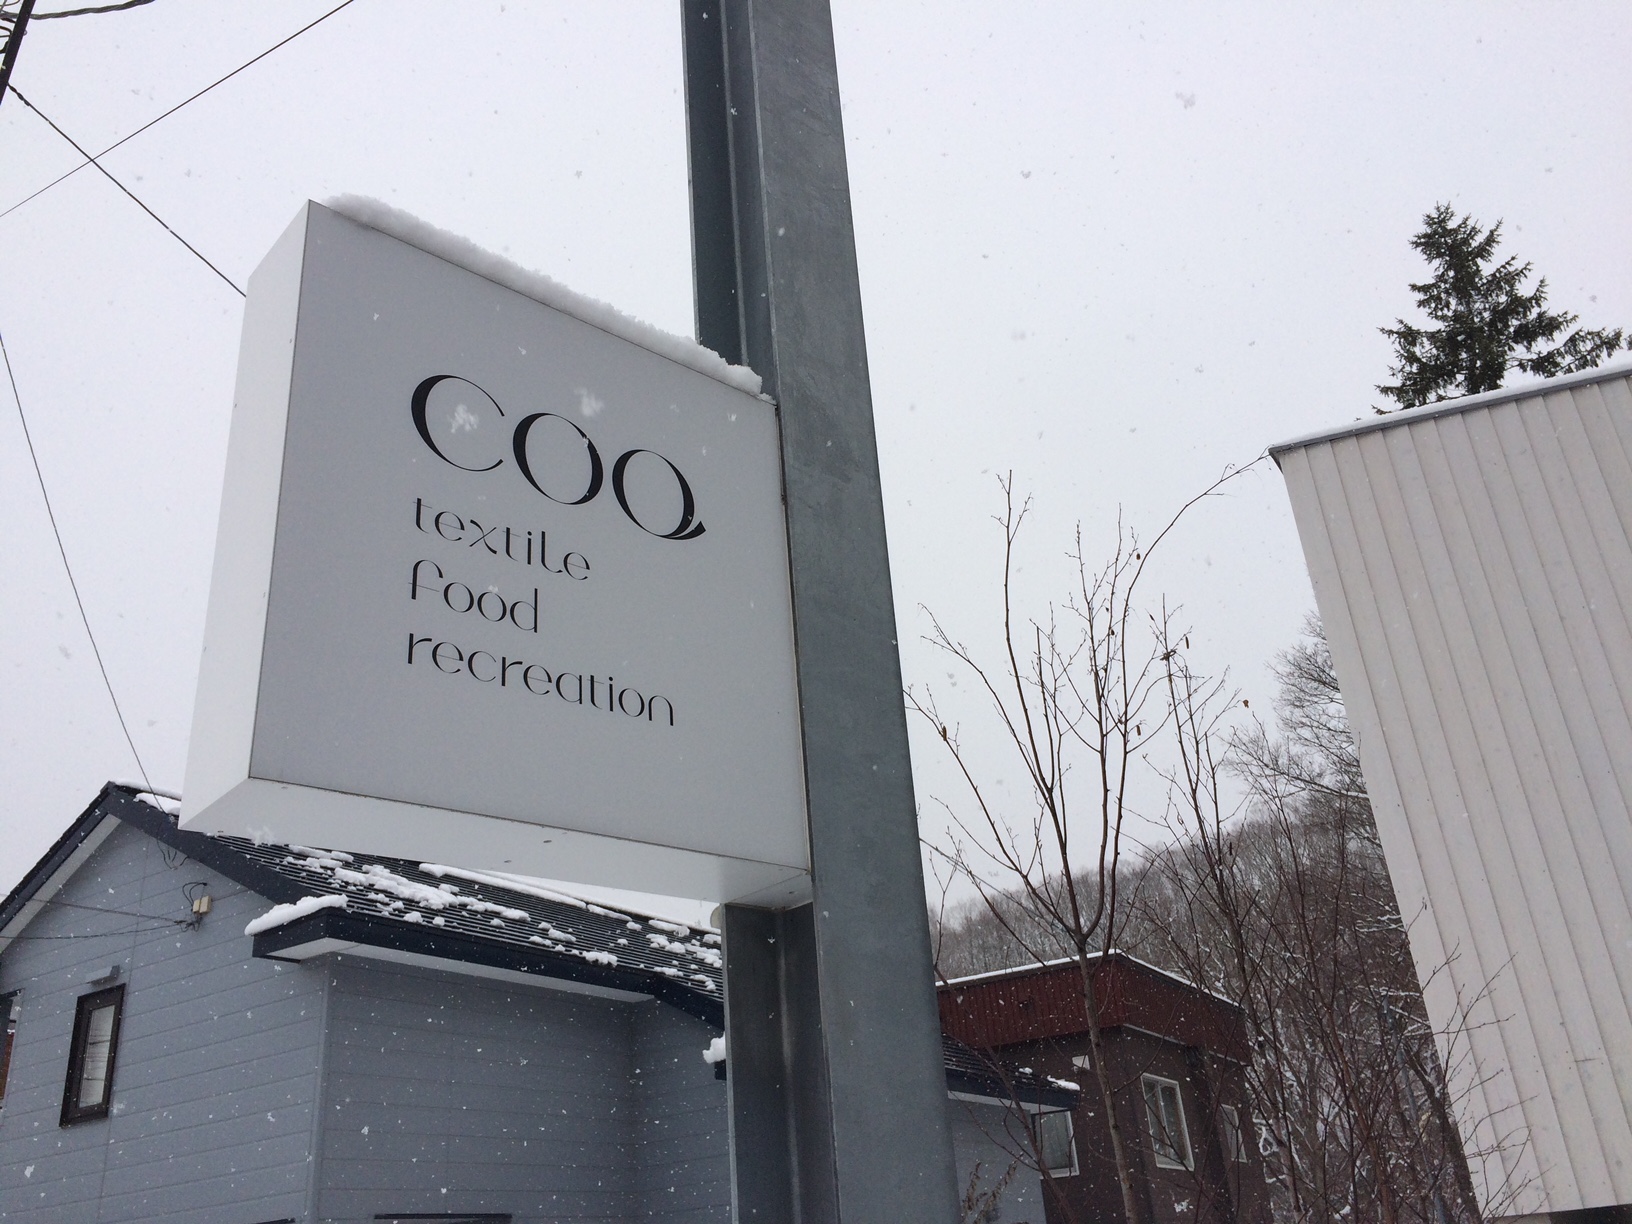 COQ
textile
food
recreation